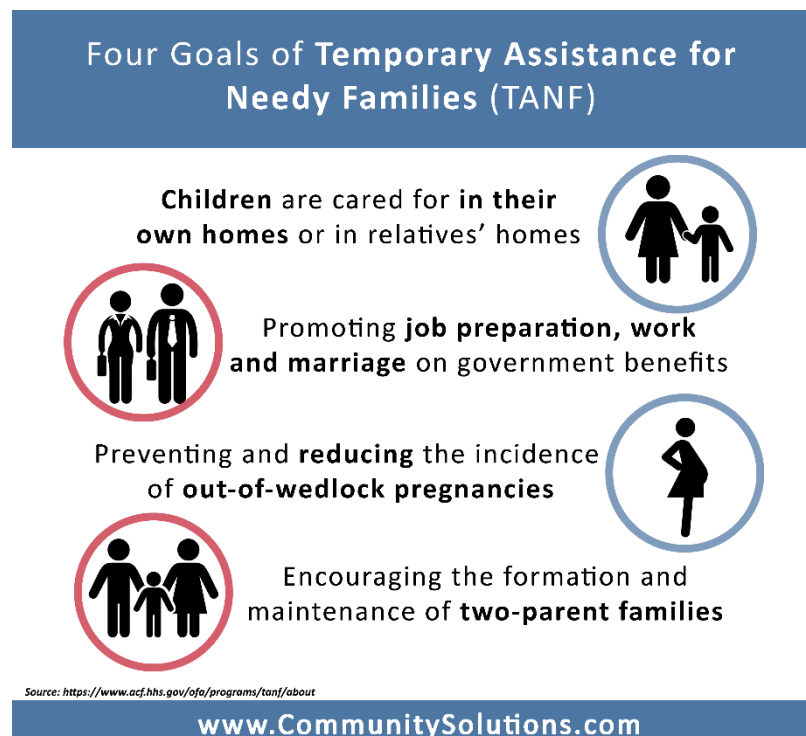 Four Goals of Temporary Assistance for
Needy Families (TANF)
Children are cared for in their
own homes or in relatives’ homes
Promoting job preparation, work
and marriage on government benefits
Preventing and reducing the incidence
of out-of-wedlock pregnancies
Encouraging the formation and
maintenance of two-parent families
Source: https://www.acf.hhs.gov/ofa/programs/tanf/about
www.CommunitySolutions.com